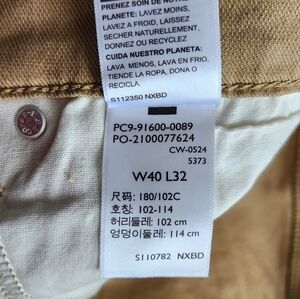 PRENEZ SOIN DE NOTRE
PLANETE: LAVEZ MOINS,
LAVEZ A FROID, LAISSEZ
SECHER NATURELLEMENT,
DONNEZ OU RECYCLEZ
CUIDA NUESTRO PLANETA:
LAVA MENOS, LAVA EN FRIO,
TIENDE LA ROPA, DONA O
RECICLA.
S112350 NXBD
PC9-91600-0089
PO-2100077624
CW-0524
5373
W40 L32
尺码: 180/102C
호칭: 102-114
허리둘레: 102 cm
엉덩이둘레: 114 cm
S110782 NXBD